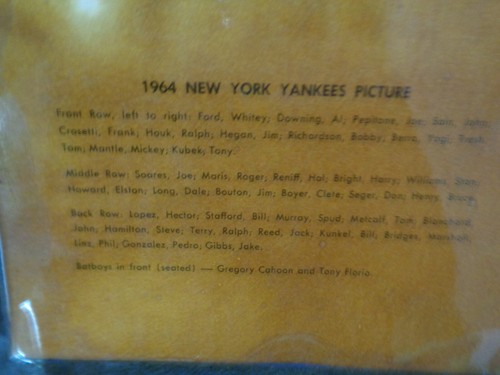 1964 NEW YORK YANKEES PICTURE
Front Row, left to right: Ford, Whitey; Downing, Al; Pepitone, Joe; Bain, John;
Crosetti, Frank; Houk, Ralph; Hegan, Jim; Richardson, Bobby; Berra, Yogi; Tresh,
Tom; Mantle, Mickey; Kubek; Tony.
Middle Row: Soares, Joe; Maris, Roger; Reniff, Hal; Bright, Harry; Williams, Stan;
Howard, Elston; Long, Dale; Bouton, Jim; Boyer, Clete; Seger, Don; Henry,
Back Row: Lopez, Hector; Stafford, Bill; Murray, Spud; Metcalf, Tom; Blanchard,
John; Hamilton, Steve; Terry, Ralph; Reed, Jack; Kunkel, Bill; Bridges, Marshall;
Linz, Phil; Gonzalez, Pedro; Gibbs, Jake.
Batboys in front (seated) — Gregory Cahoon and Tony Florio.